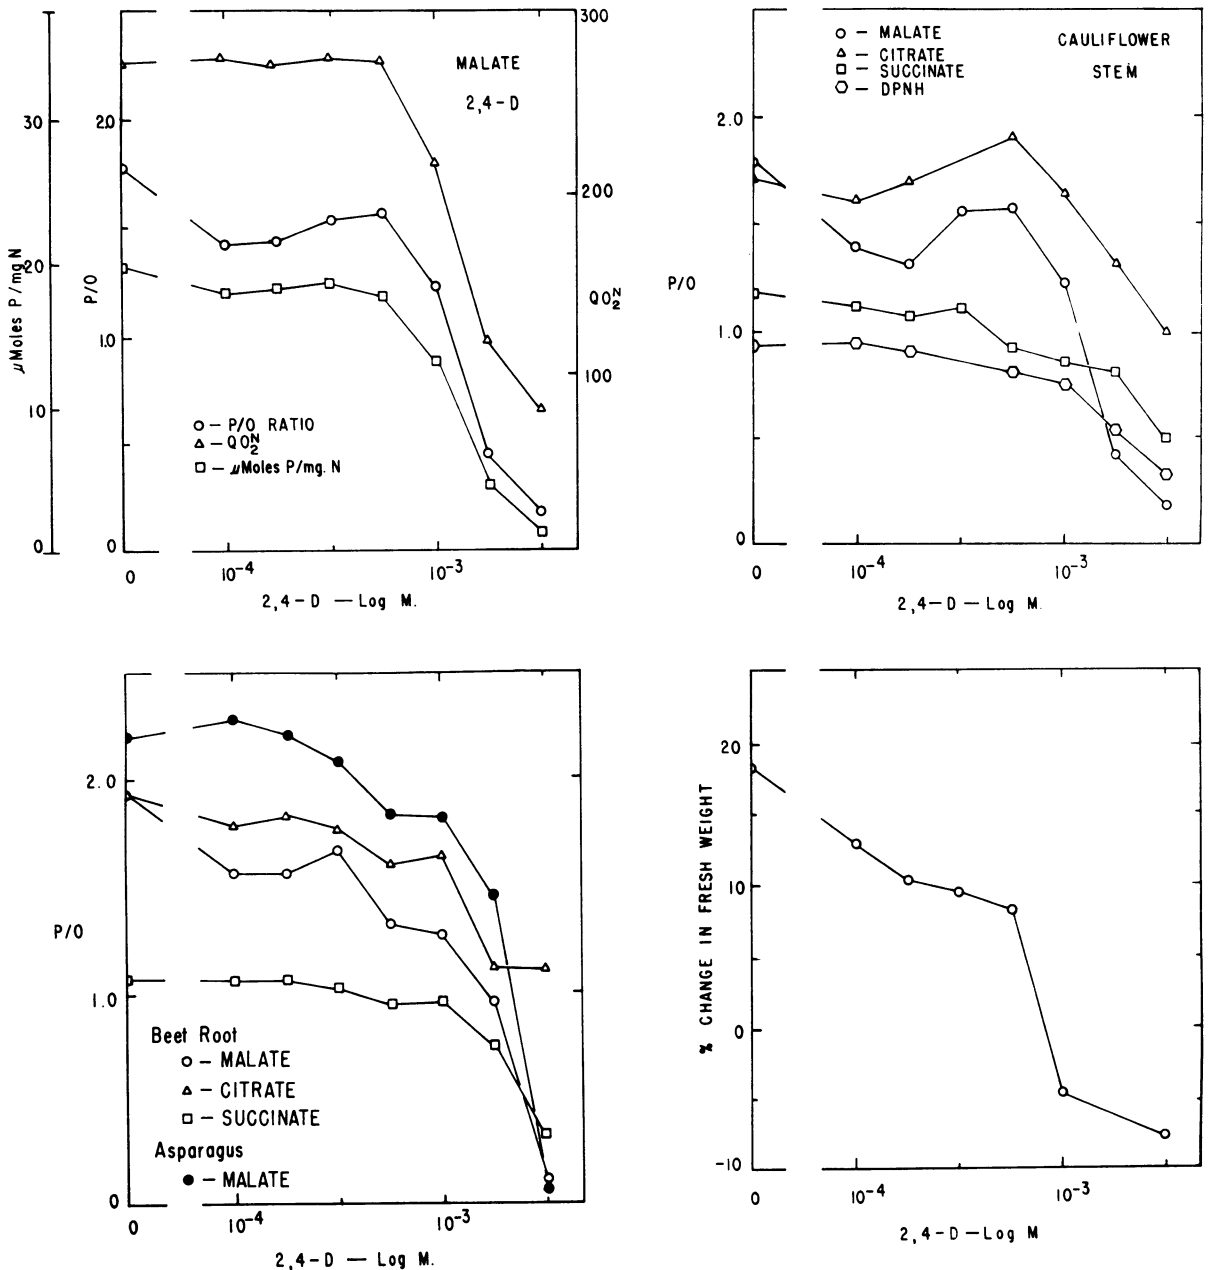 MALATE
2,4-D
300
200
100
QO₂ᴺ
30
20
10
0
μMoles P/mg N
2.0
1.0
0
P/O
○ – P/O RATIO
△ – QO₂ᴺ
□ – μMoles P/mg. N
0
10⁻⁴
10⁻³
2,4-D — Log M.
○ – MALATE
△ – CITRATE
□ – SUCCINATE
⬡ – DPNH
CAULIFLOWER
STEM
2.0
1.0
0
P/O
0
10⁻⁴
10⁻³
2,4-D — Log M.
2.0
1.0
0
P/O
Beet Root
○ – MALATE
△ – CITRATE
□ – SUCCINATE
Asparagus
● – MALATE
0
10⁻⁴
10⁻³
2,4-D — Log M.
20
10
0
-10
% CHANGE IN FRESH WEIGHT
0
10⁻⁴
10⁻³
2,4-D — Log M